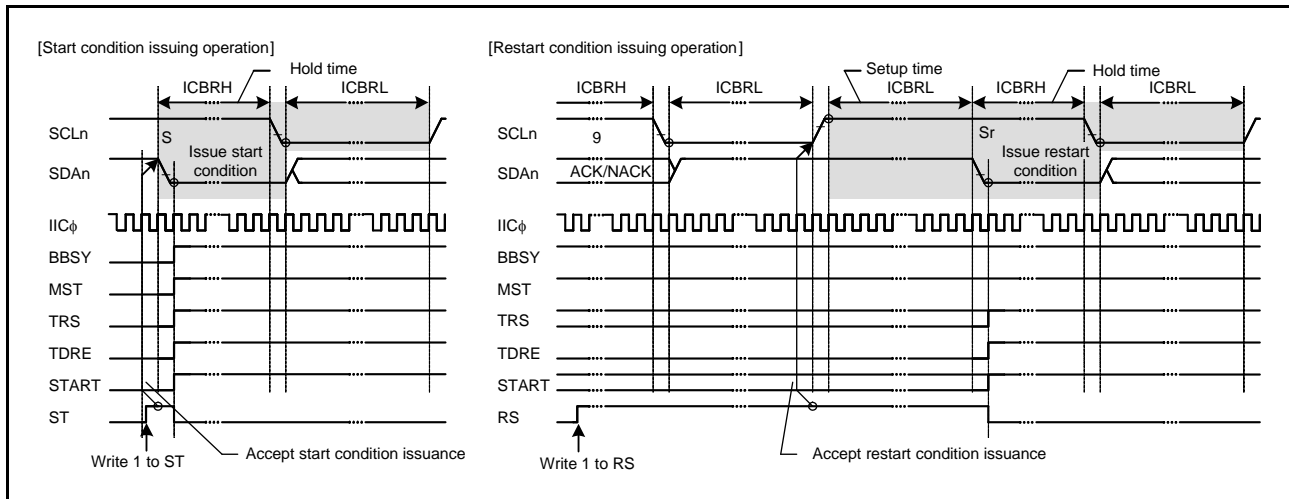 [Start condition issuing operation]
Hold time
ICBRH
ICBRL
SCLn
S
Issue start
condition
SDAn
IICφ
BBSY
MST
TRS
TDRE
START
ST
Write 1 to ST
Accept start condition issuance
[Restart condition issuing operation]
Setup time
Hold time
ICBRH
ICBRL
ICBRL
ICBRH
ICBRL
SCLn
9
Sr
Issue restart
condition
SDAn
ACK/NACK
IICφ
BBSY
MST
TRS
TDRE
START
RS
Write 1 to RS
Accept restart condition issuance